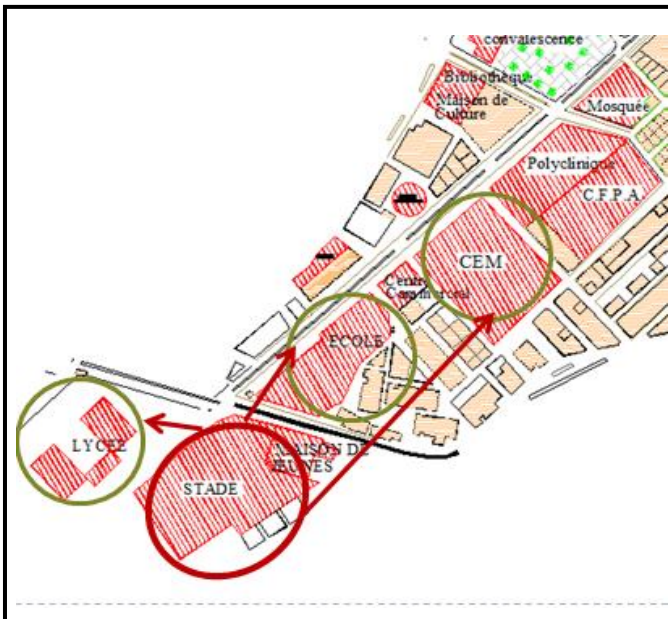 convalescence
Bibliothèque
Maison de
Culture
Mosquée
Polyclinique
C.F.P.A.
CEM
Centre
Commercial
ECOLE
LYCEE
MAISON DE
JEUNES
STADE